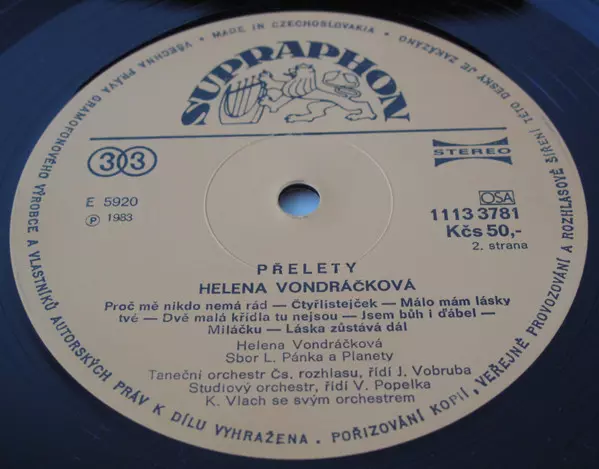 VŠECHNA PRÁVA GRAMOFONOVÉHO VÝROBCE A VLASTNÍKŮ AUTORSKÝCH PRÁV K DÍLU VYHRAŽENA . POŘIZOVÁNÍ KOPIÍ, VEŘEJNÉ PROVOZOVÁNÍ A ROZHLASOVÉ ŠÍŘENÍ TÉTO DESKY JE ZAKÁZÁNO • MADE IN CZECHOSLOVAKIA •
SUPRAPHON
33
STEREO
E 5920
Ⓟ 1983
OSA
1113 3781
Kčs 50,-
2. strana
PŘELETY
HELENA VONDRÁČKOVÁ
Proč mě nikdo nemá rád — Čtyřlísteček — Málo mám lásky
tvé — Dvě malá křídla tu nejsou — Jsem bůh i ďábel —
Miláčku — Láska zůstává dál
Helena Vondráčková
Sbor L. Pánka a Planety
Taneční orchestr Čs. rozhlasu, řídí J. Vobruba
Studiový orchestr, řídí V. Popelka
K. Vlach se svým orchestrem